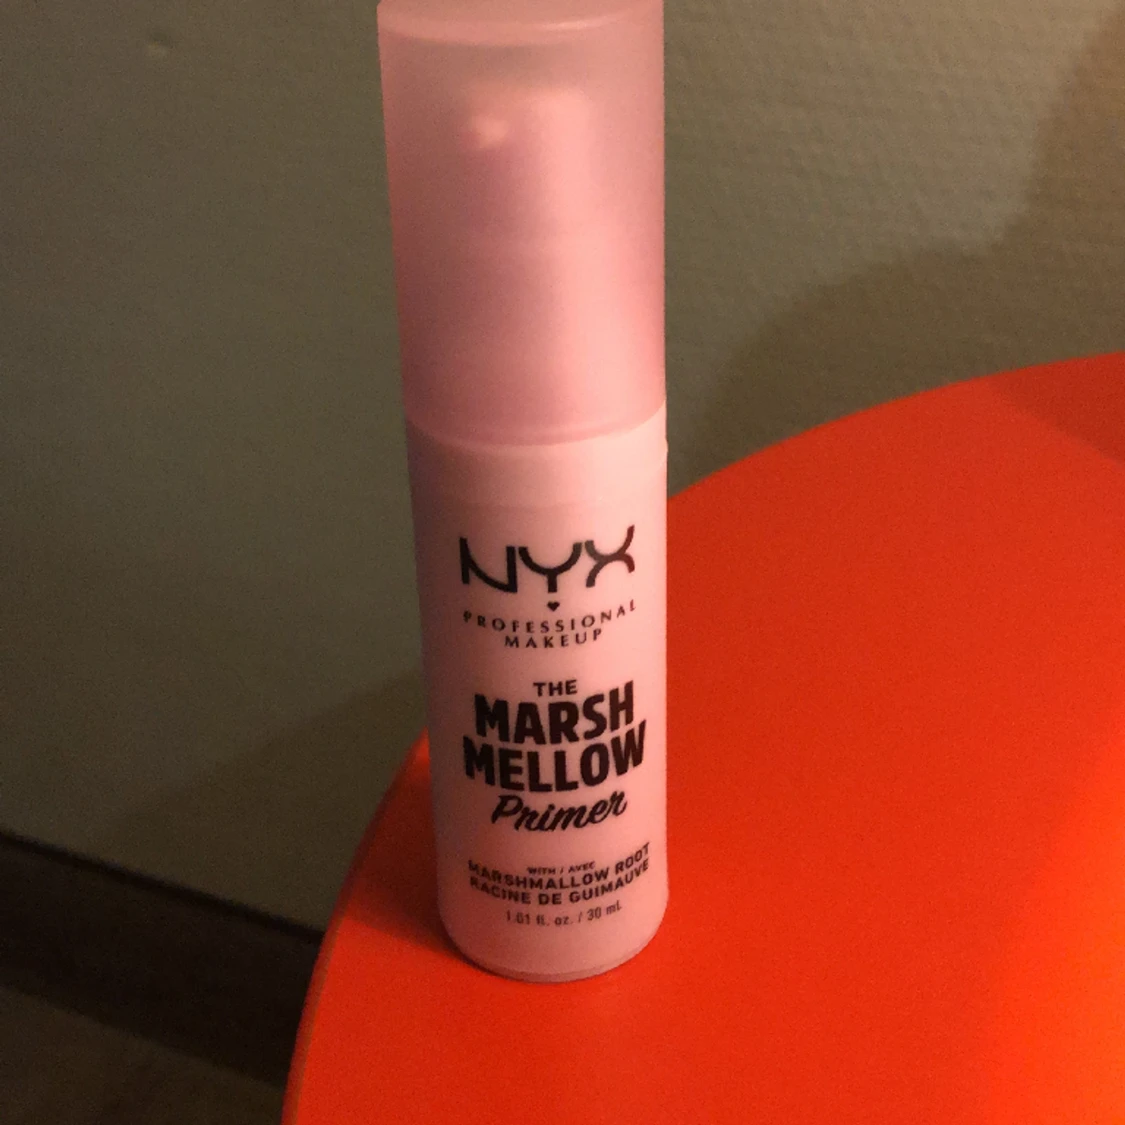 NYX
PROFESSIONAL
MAKEUP
THE
MARSH
MELLOW
Primer
WITH / AVEC
MARSHMALLOW ROOT
RACINE DE GUIMAUVE
1.01 fl. oz. / 30 mL